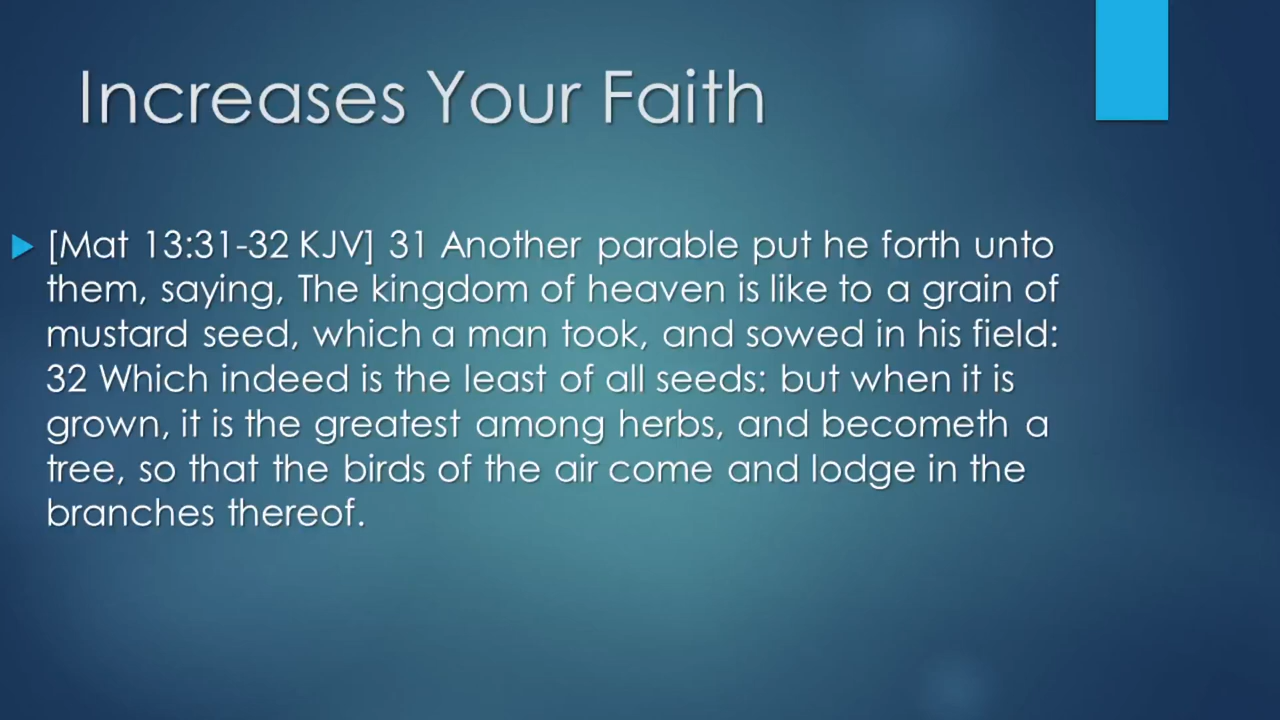 Increases Your Faith
[Mat 13:31-32 KJV] 31 Another parable put he forth unto
them, saying, The kingdom of heaven is like to a grain of
mustard seed, which a man took, and sowed in his field:
32 Which indeed is the least of all seeds: but when it is
grown, it is the greatest among herbs, and becometh a
tree, so that the birds of the air come and lodge in the
branches thereof.